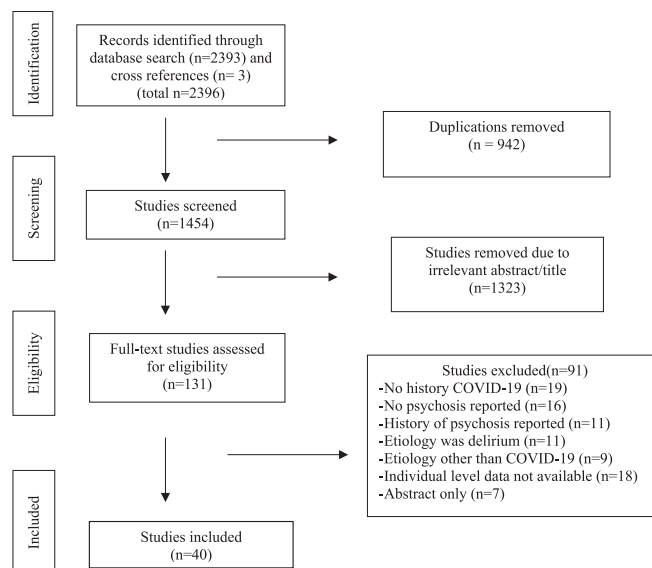 Identification
Records identified through
database search (n=2393) and
cross references (n= 3)
(total n=2396)
Duplications removed
(n = 942)
Screening
Studies screened
(n=1454)
Studies removed due to
irrelevant abstract/title
(n=1323)
Eligibility
Full-text studies assessed
for eligibility
(n=131)
Studies excluded(n=91)
-No history COVID-19 (n=19)
-No psychosis reported (n=16)
-History of psychosis reported (n=11)
-Etiology was delirium (n=11)
-Etiology other than COVID-19 (n=9)
-Individual level data not available (n=18)
-Abstract only (n=7)
Included
Studies included
(n=40)